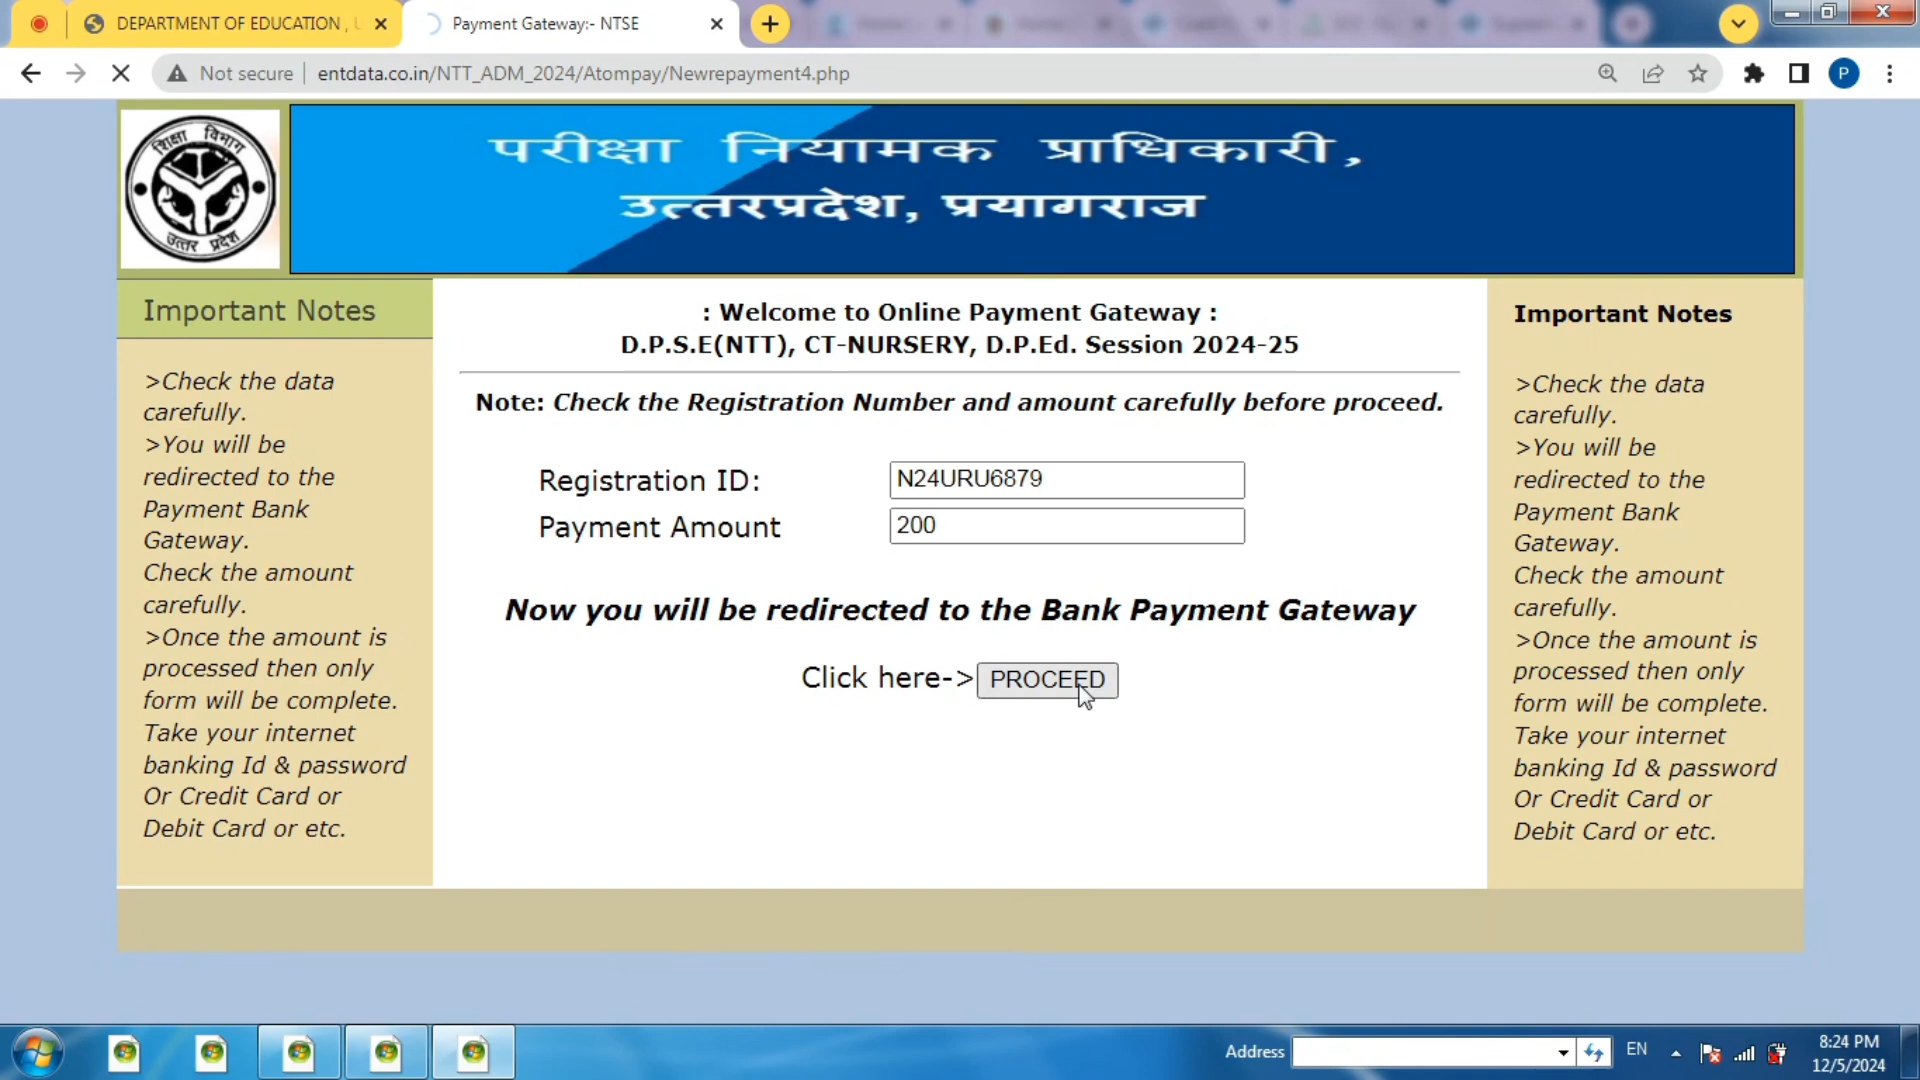 DEPARTMENT OF EDUCATION , U
Payment Gateway:- NTSE
Not secure
entdata.co.in/NTT_ADM_2024/Atompay/Newrepayment4.php
P
शिक्षा विभाग
उत्तर प्रदेश
परीक्षा नियामक प्राधिकारी,
उत्तरप्रदेश, प्रयागराज
Important Notes
>Check the data
carefully.
>You will be
redirected to the
Payment Bank
Gateway.
Check the amount
carefully.
>Once the amount is
processed then only
form will be complete.
Take your internet
banking Id & password
Or Credit Card or
Debit Card or etc.
: Welcome to Online Payment Gateway :
D.P.S.E(NTT), CT-NURSERY, D.P.Ed. Session 2024-25
Note: Check the Registration Number and amount carefully before proceed.
Registration ID:
N24URU6879
Payment Amount
200
Now you will be redirected to the Bank Payment Gateway
Click here->
PROCEED
Important Notes
>Check the data
carefully.
>You will be
redirected to the
Payment Bank
Gateway.
Check the amount
carefully.
>Once the amount is
processed then only
form will be complete.
Take your internet
banking Id & password
Or Credit Card or
Debit Card or etc.
Address
EN
8:24 PM
12/5/2024